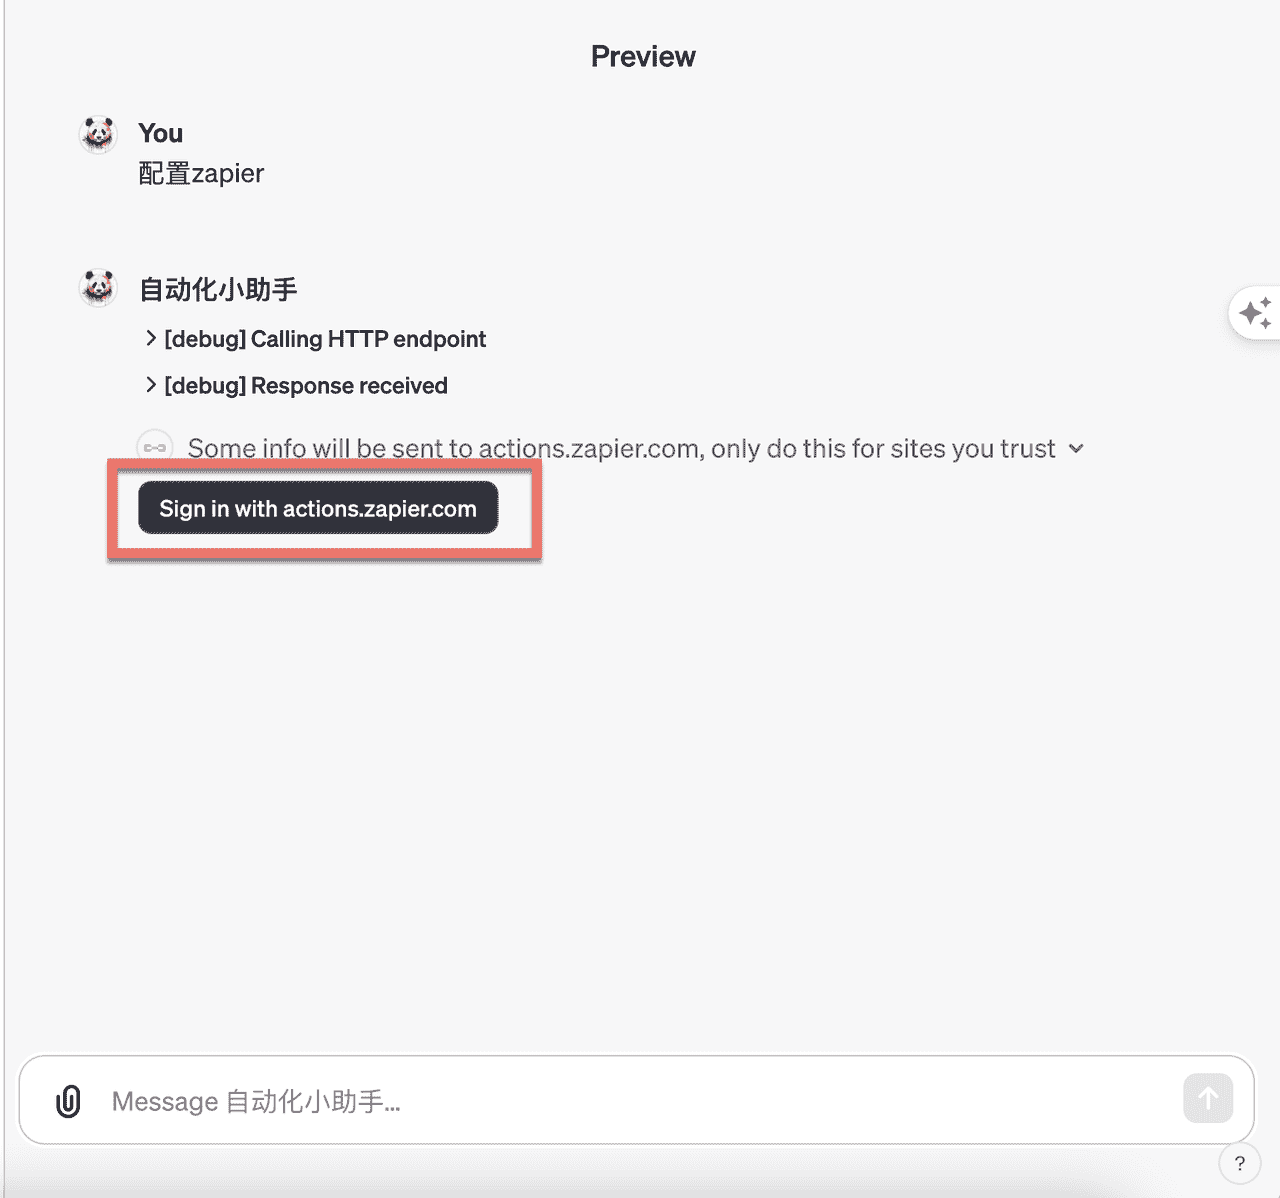 Preview
You
配置zapier
自动化小助手
[debug] Calling HTTP endpoint
[debug] Response received
Some info will be sent to actions.zapier.com, only do this for sites you trust
Sign in with actions.zapier.com
Message 自动化小助手...
?